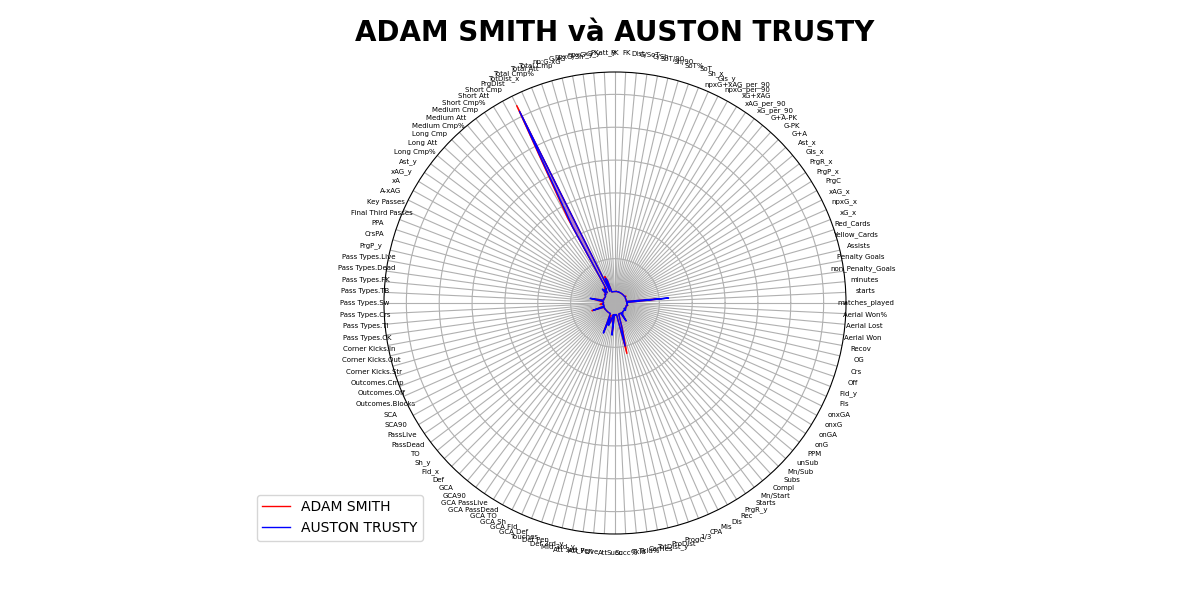 ADAM SMITH và AUSTON TRUSTY
Total Cmp
Total Att
Total Cmp%
TotDist_x
PrgDist
Short Cmp
Short Att
Short Cmp%
Medium Cmp
Medium Att
Medium Cmp%
Long Cmp
Long Att
Long Cmp%
Ast_y
xAG_y
xA
A-xAG
Key Passes
Final Third Passes
PPA
CrsPA
PrgP_y
Pass Types.Live
Pass Types.Dead
Pass Types.FK
Pass Types.TB
Pass Types.Sw
Pass Types.Crs
Pass Types.TI
Pass Types.CK
Corner Kicks.In
Corner Kicks.Out
Corner Kicks.Str
Outcomes.Cmp
Outcomes.Off
Outcomes.Blocks
SCA
SCA90
PassLive
PassDead
TO
Sh_y
Fld_x
Def
GCA
GCA90
GCA PassLive
GCA PassDead
GCA TO
GCA Sh
GCA Fld
GCA Def
Touches
Def Pen
Att
Succ
Succ%
TotDist_y
ProDist
ProgC
1/3
CPA
Mis
Dis
Rec
PrgR_y
Starts
Mn/Start
Compl
Subs
Mn/Sub
unSub
PPM
onG
onGA
onxG
onxGA
Fls
Fld_y
Off
Crs
OG
Recov
Aerial Won
Aerial Lost
Aerial Won%
matches_played
starts
minutes
non_Penalty_Goals
Penalty Goals
Assists
Yellow_Cards
Red_Cards
xG_x
npxG_x
xAG_x
PrgC
PrgP_x
PrgR_x
Gls_x
Ast_x
G+A
G-PK
G+A-PK
xG_per_90
xAG_per_90
xG+xAG
npxG_per_90
npxG+xAG_per_90
Gls_y
Sh_x
SoT
SoT%
Sh/90
SoT/90
G/Sh
G/SoT
Dist
FK
PK
ADAM SMITH
AUSTON TRUSTY